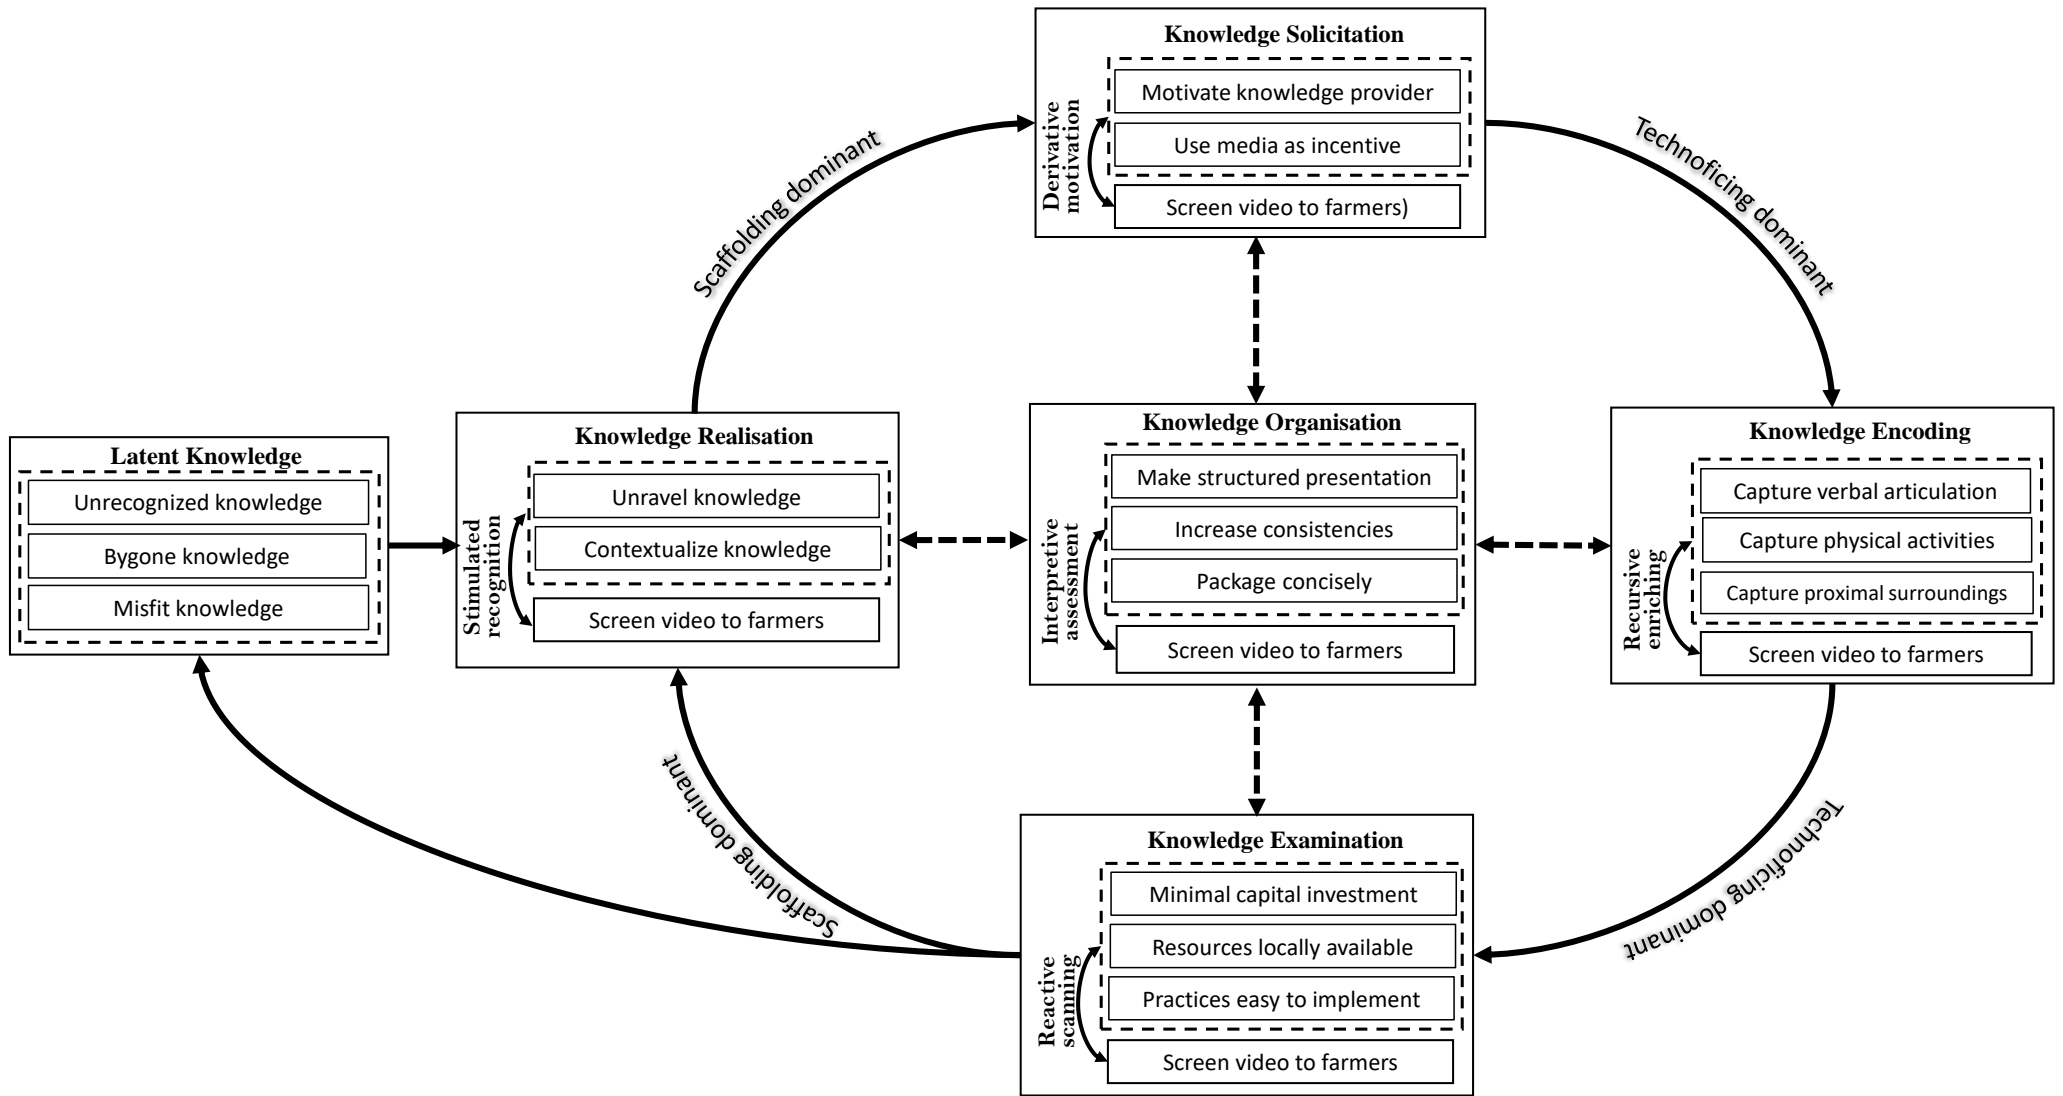 Knowledge Solicitation
Motivate knowledge provider
Use media as incentive
Screen video to farmers)
Derivative
motivation
Scaffolding dominant
Technoficing dominant
Latent Knowledge
Unrecognized knowledge
Bygone knowledge
Misfit knowledge
Knowledge Realisation
Unravel knowledge
Contextualize knowledge
Screen video to farmers
Stimulated
recognition
Knowledge Organisation
Make structured presentation
Increase consistencies
Package concisely
Screen video to farmers
Interpretive
assessment
Knowledge Encoding
Capture verbal articulation
Capture physical activities
Capture proximal surroundings
Screen video to farmers
Recursive
enriching
Scaffolding dominant
Technoficing dominant
Knowledge Examination
Minimal capital investment
Resources locally available
Practices easy to implement
Screen video to farmers
Reactive
scanning